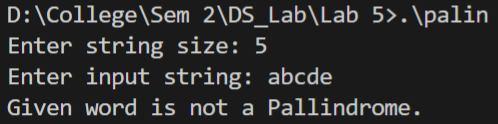 D:\College\Sem 2\DS_Lab\Lab 5>.\palin
Enter string size: 5
Enter input string: abcde
Given word is not a Pallindrome.